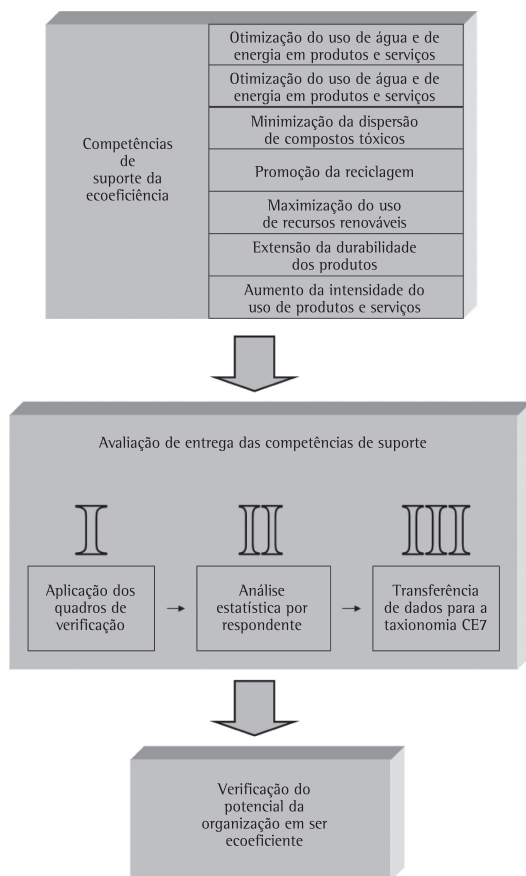 Competências
de
suporte da
ecoeficiência
Otimização do uso de água e de
energia em produtos e serviços
Otimização do uso de água e de
energia em produtos e serviços
Minimização da dispersão
de compostos tóxicos
Promoção da reciclagem
Maximização do uso
de recursos renováveis
Extensão da durabilidade
dos produtos
Aumento da intensidade do
uso de produtos e serviços
Avaliação de entrega das competências de suporte
I
Aplicação dos
quadros de
verificação
II
Análise
estatística por
respondente
III
Transferência
de dados para a
taxionomia CE7
Verificação do
potencial da
organização em ser
ecoeficiente